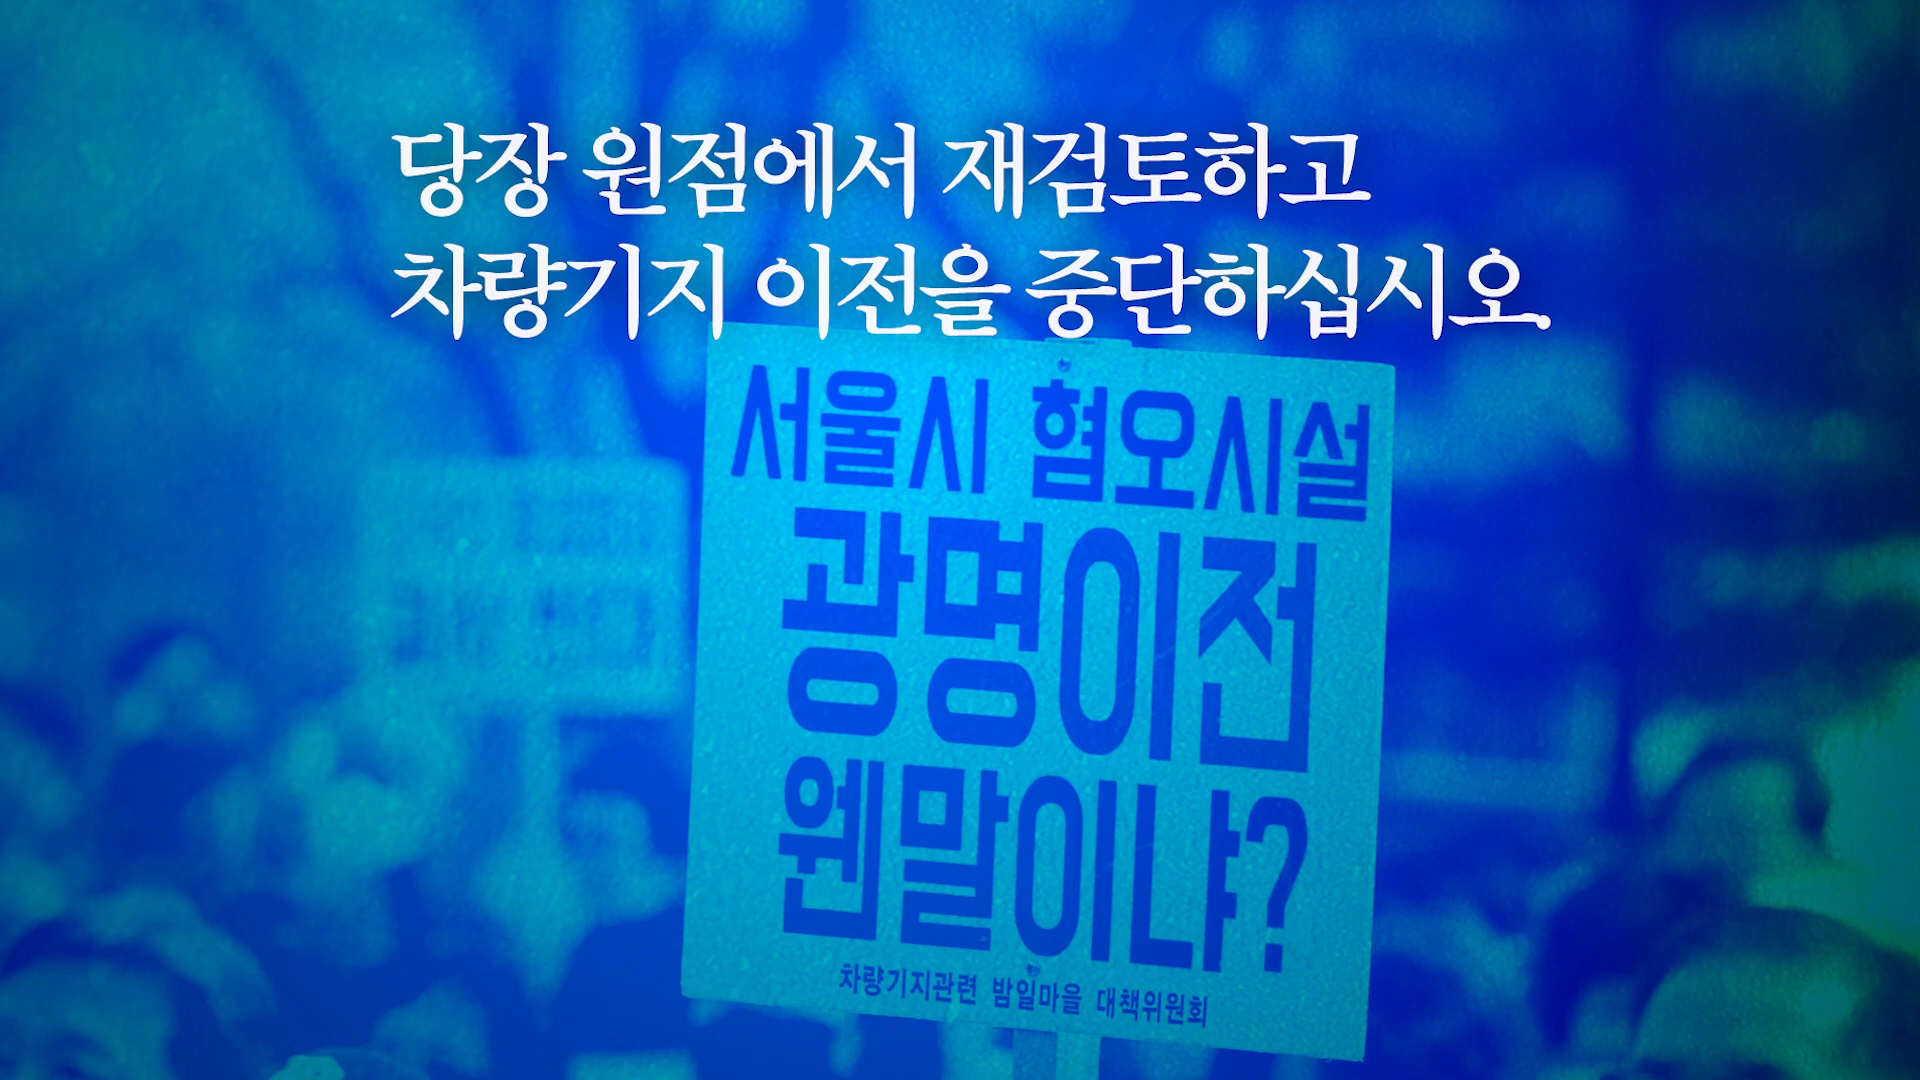 당장 원점에서 재검토하고
차량기지 이전을 중단하십시오.
서울시 혐오시설
광명이전
웬말이냐?
차량기지관련 밤일마을 대책위원회